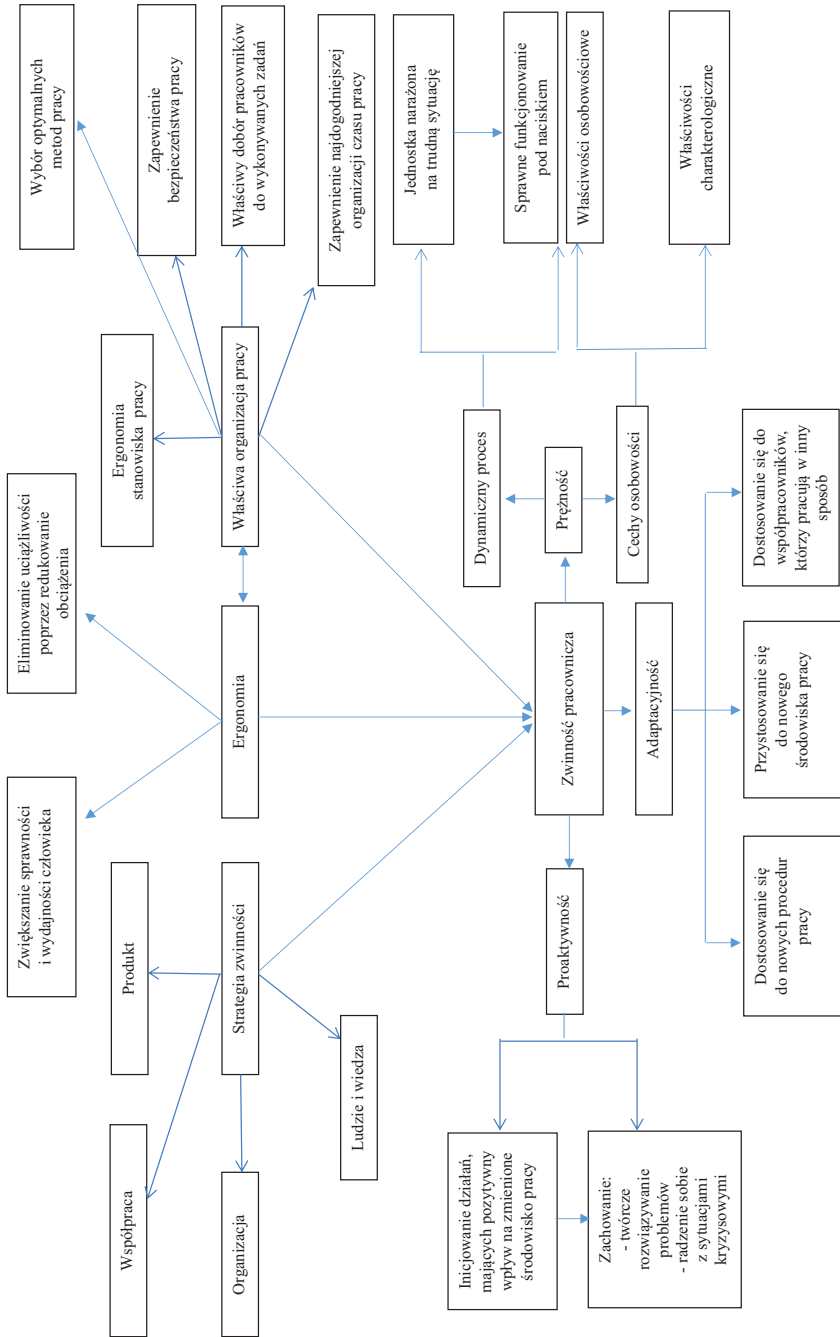 Współpraca
Produkt
Organizacja
Strategia zwinności
Ludzie i wiedza
Zwiększanie sprawności
i wydajności człowieka
Eliminowanie uciążliwości
poprzez redukowanie
obciążenia
Ergonomia
Ergonomia
stanowiska pracy
Właściwa organizacja pracy
Wybór optymalnych
metod pracy
Zapewnienie
bezpieczeństwa pracy
Właściwy dobór pracowników
do wykonywanych zadań
Zapewnienie najdogodniejszej
organizacji czasu pracy
Inicjowanie działań,
mających pozytywny
wpływ na zmienione
środowisko pracy
Zachowanie:
- twórcze
rozwiązywanie
problemów
- radzenie sobie
z sytuacjami
kryzysowymi
Proaktywność
Zwinność pracownicza
Adaptacyjność
Dynamiczny proces
Prężność
Cechy osobowości
Jednostka narażona
na trudną sytuację
Sprawne funkcjonowanie
pod naciskiem
Właściwości osobowościowe
Właściwości
charakterologiczne
Dostosowanie się
do nowych procedur
pracy
Przystosowanie się
do nowego
środowiska pracy
Dostosowanie się do
współpracowników,
którzy pracują w inny
sposób